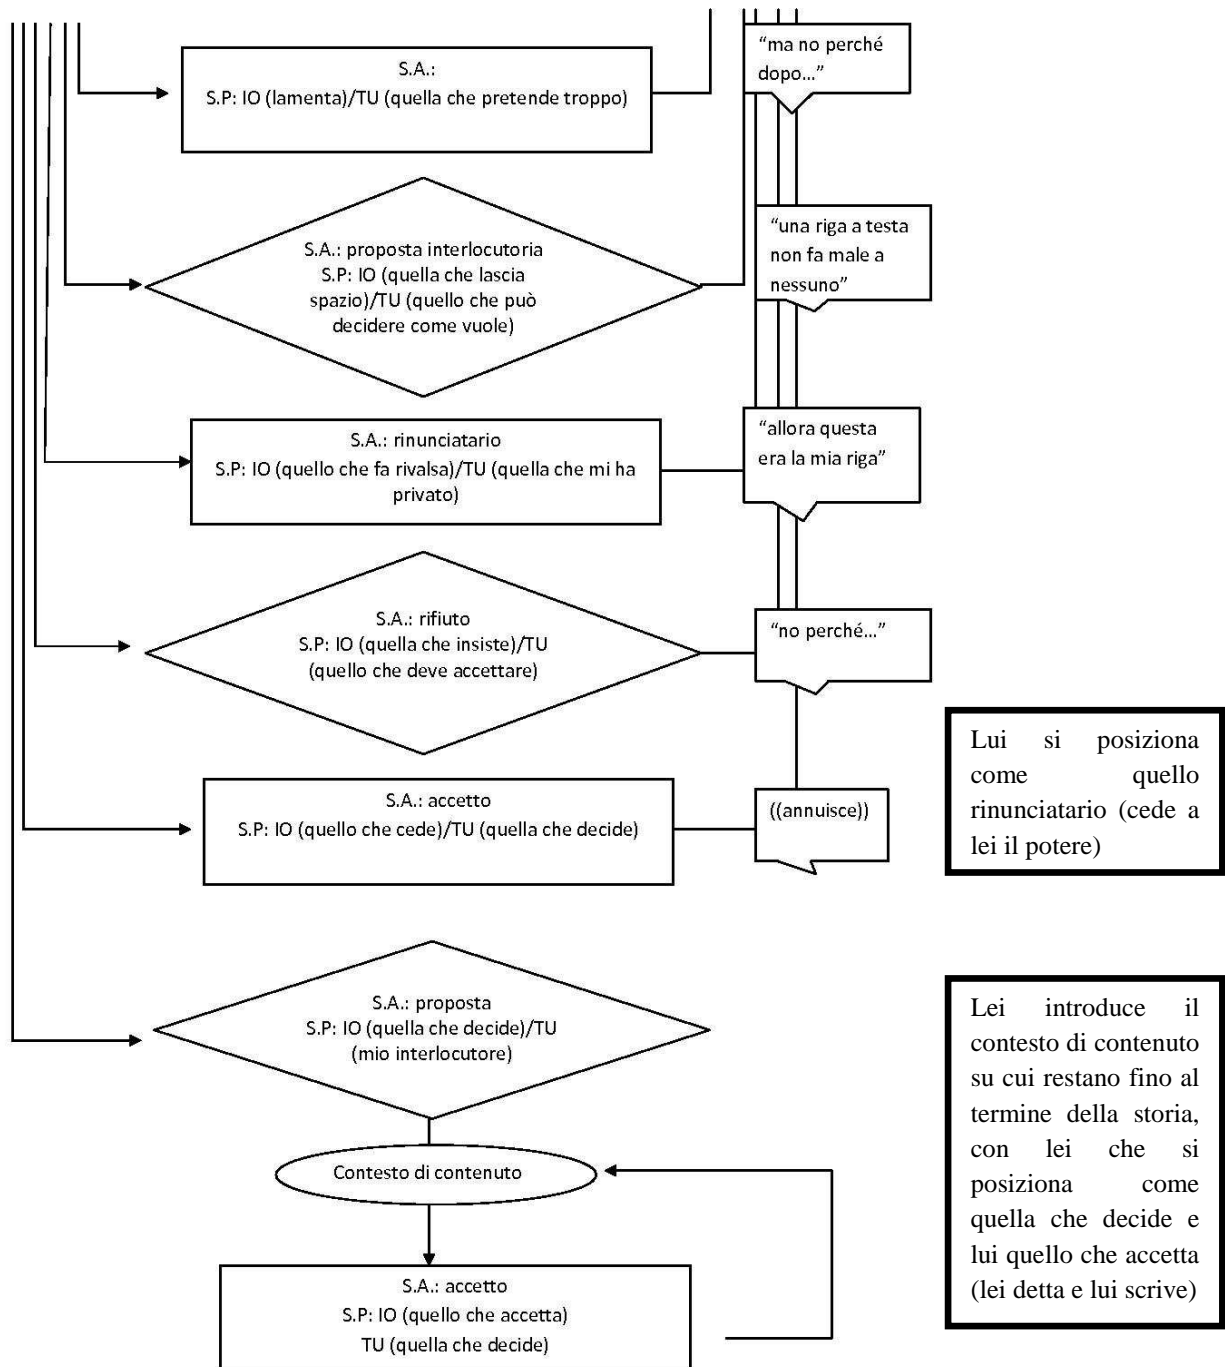 S.A.:
S.P: IO (lamenta)/TU (quella che pretende troppo)
“ma no perché
dopo…”
S.A.: proposta interlocutoria
S.P: IO (quella che lascia
spazio)/TU (quello che può
decidere come vuole)
“una riga a testa
non fa male a
nessuno”
S.A.: rinunciatario
S.P: IO (quello che fa rivalsa)/TU (quella che mi ha
privato)
“allora questa
era la mia riga”
S.A.: rifiuto
S.P: IO (quella che insiste)/TU
(quello che deve accettare)
“no perché…”
S.A.: accetto
S.P: IO (quello che cede)/TU (quella che decide)
((annuisce))
Lui si posiziona
come quello
rinunciatario (cede a
lei il potere)
S.A.: proposta
S.P: IO (quella che decide)/TU
(mio interlocutore)
Contesto di contenuto
S.A.: accetto
S.P: IO (quello che accetta)
TU (quella che decide)
Lei introduce il
contesto di contenuto
su cui restano fino al
termine della storia,
con lei che si
posiziona come
quella che decide e
lui quello che accetta
(lei detta e lui scrive)